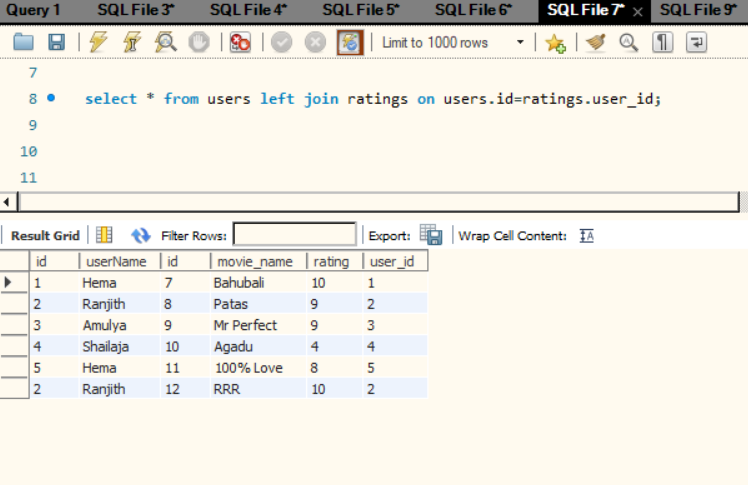 Query 1 SQL File 3* SQL File 4* SQL File 5* SQL File 6* SQL File 7* × SQL File 9*
Limit to 1000 rows
7
8 select * from users left join ratings on users.id=ratings.user_id;
9
10
11
Result Grid Filter Rows: Export: Wrap Cell Content: IA
id userName id movie_name rating user_id
1 Hema 7 Bahubali 10 1
2 Ranjith 8 Patas 9 2
3 Amulya 9 Mr Perfect 9 3
4 Shailaja 10 Agadu 4 4
5 Hema 11 100% Love 8 5
2 Ranjith 12 RRR 10 2